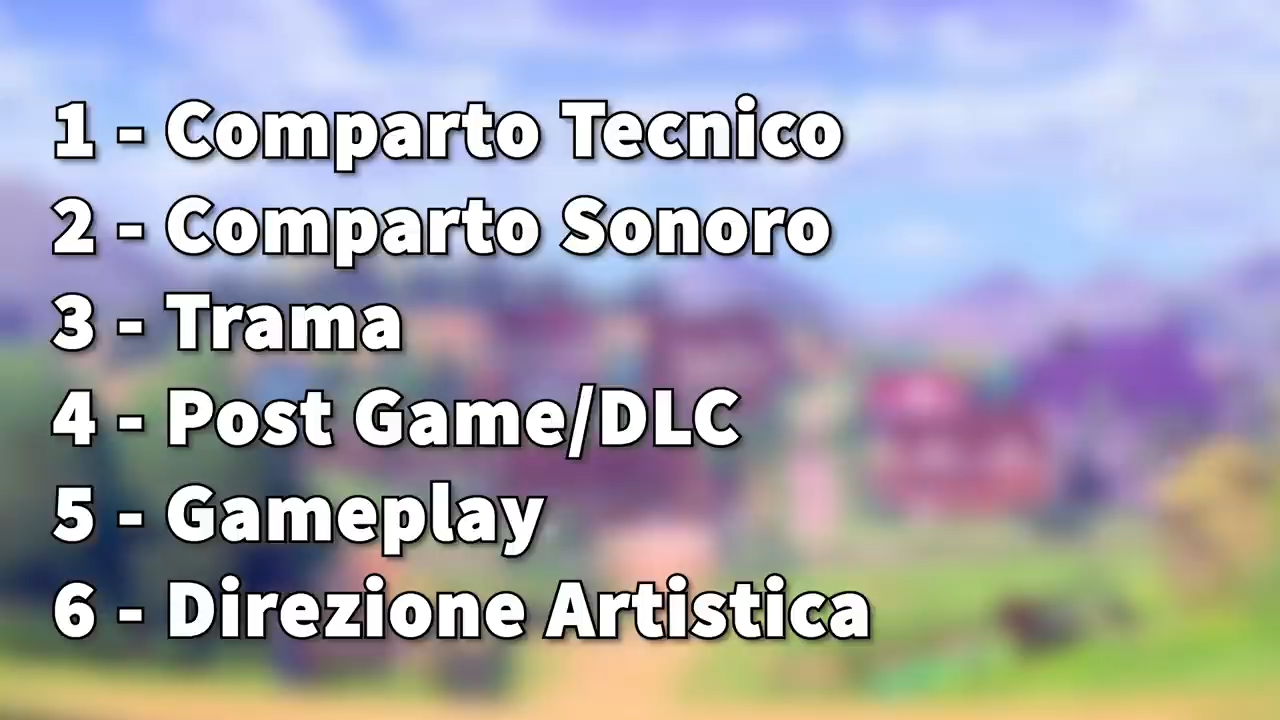 1 - Comparto Tecnico
2 - Comparto Sonoro
3 - Trama
4 - Post Game/DLC
5 - Gameplay
6 - Direzione Artistica